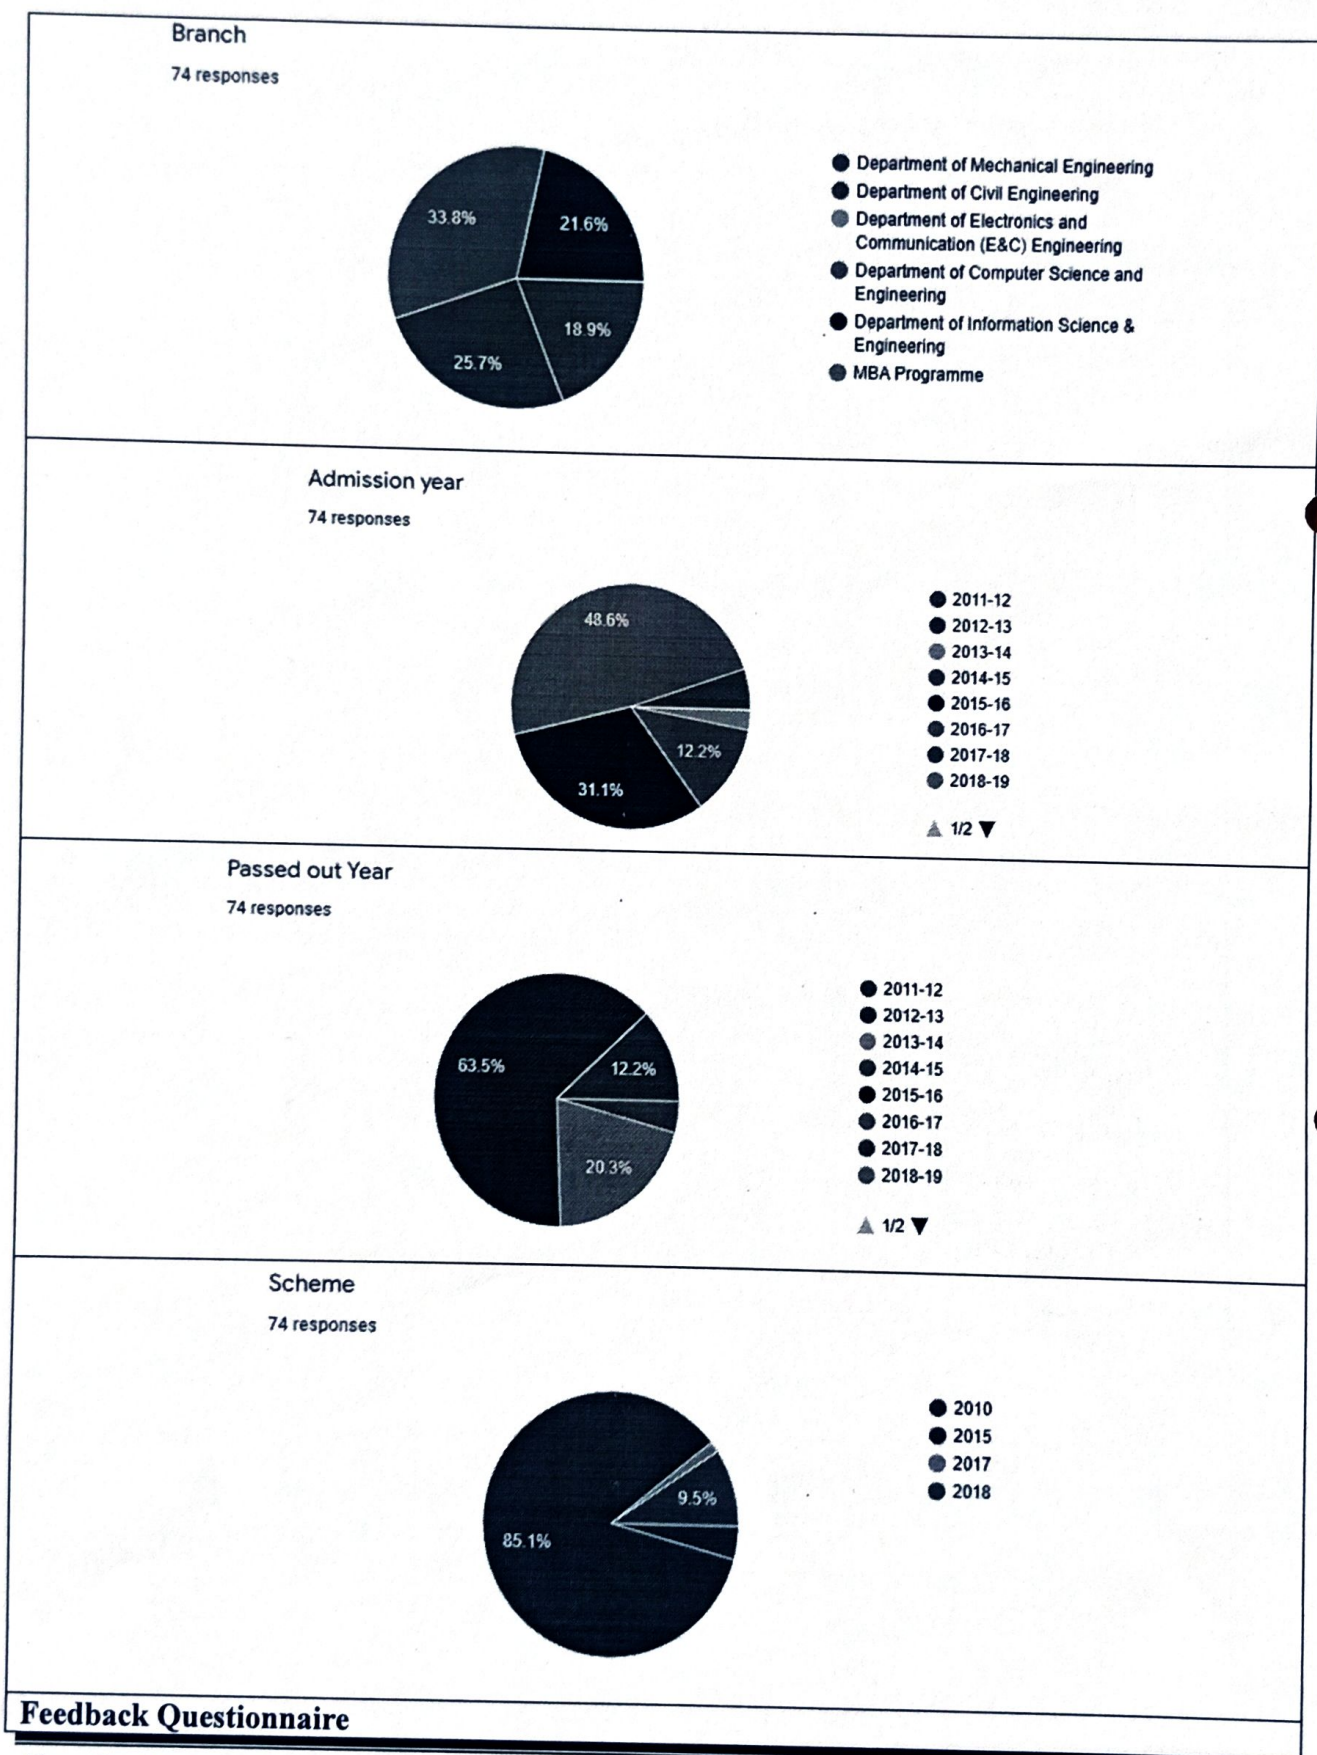 Branch
74 responses
33.8%
21.6%
18.9%
25.7%
Department of Mechanical Engineering
Department of Civil Engineering
Department of Electronics and
Communication (E&C) Engineering
Department of Computer Science and
Engineering
Department of Information Science &
Engineering
MBA Programme
Admission year
74 responses
48.6%
12.2%
31.1%
2011-12
2012-13
2013-14
2014-15
2015-16
2016-17
2017-18
2018-19
1/2
Passed out Year
74 responses
63.5%
12.2%
20.3%
2011-12
2012-13
2013-14
2014-15
2015-16
2016-17
2017-18
2018-19
1/2
Scheme
74 responses
9.5%
85.1%
2010
2015
2017
2018
Feedback Questionnaire